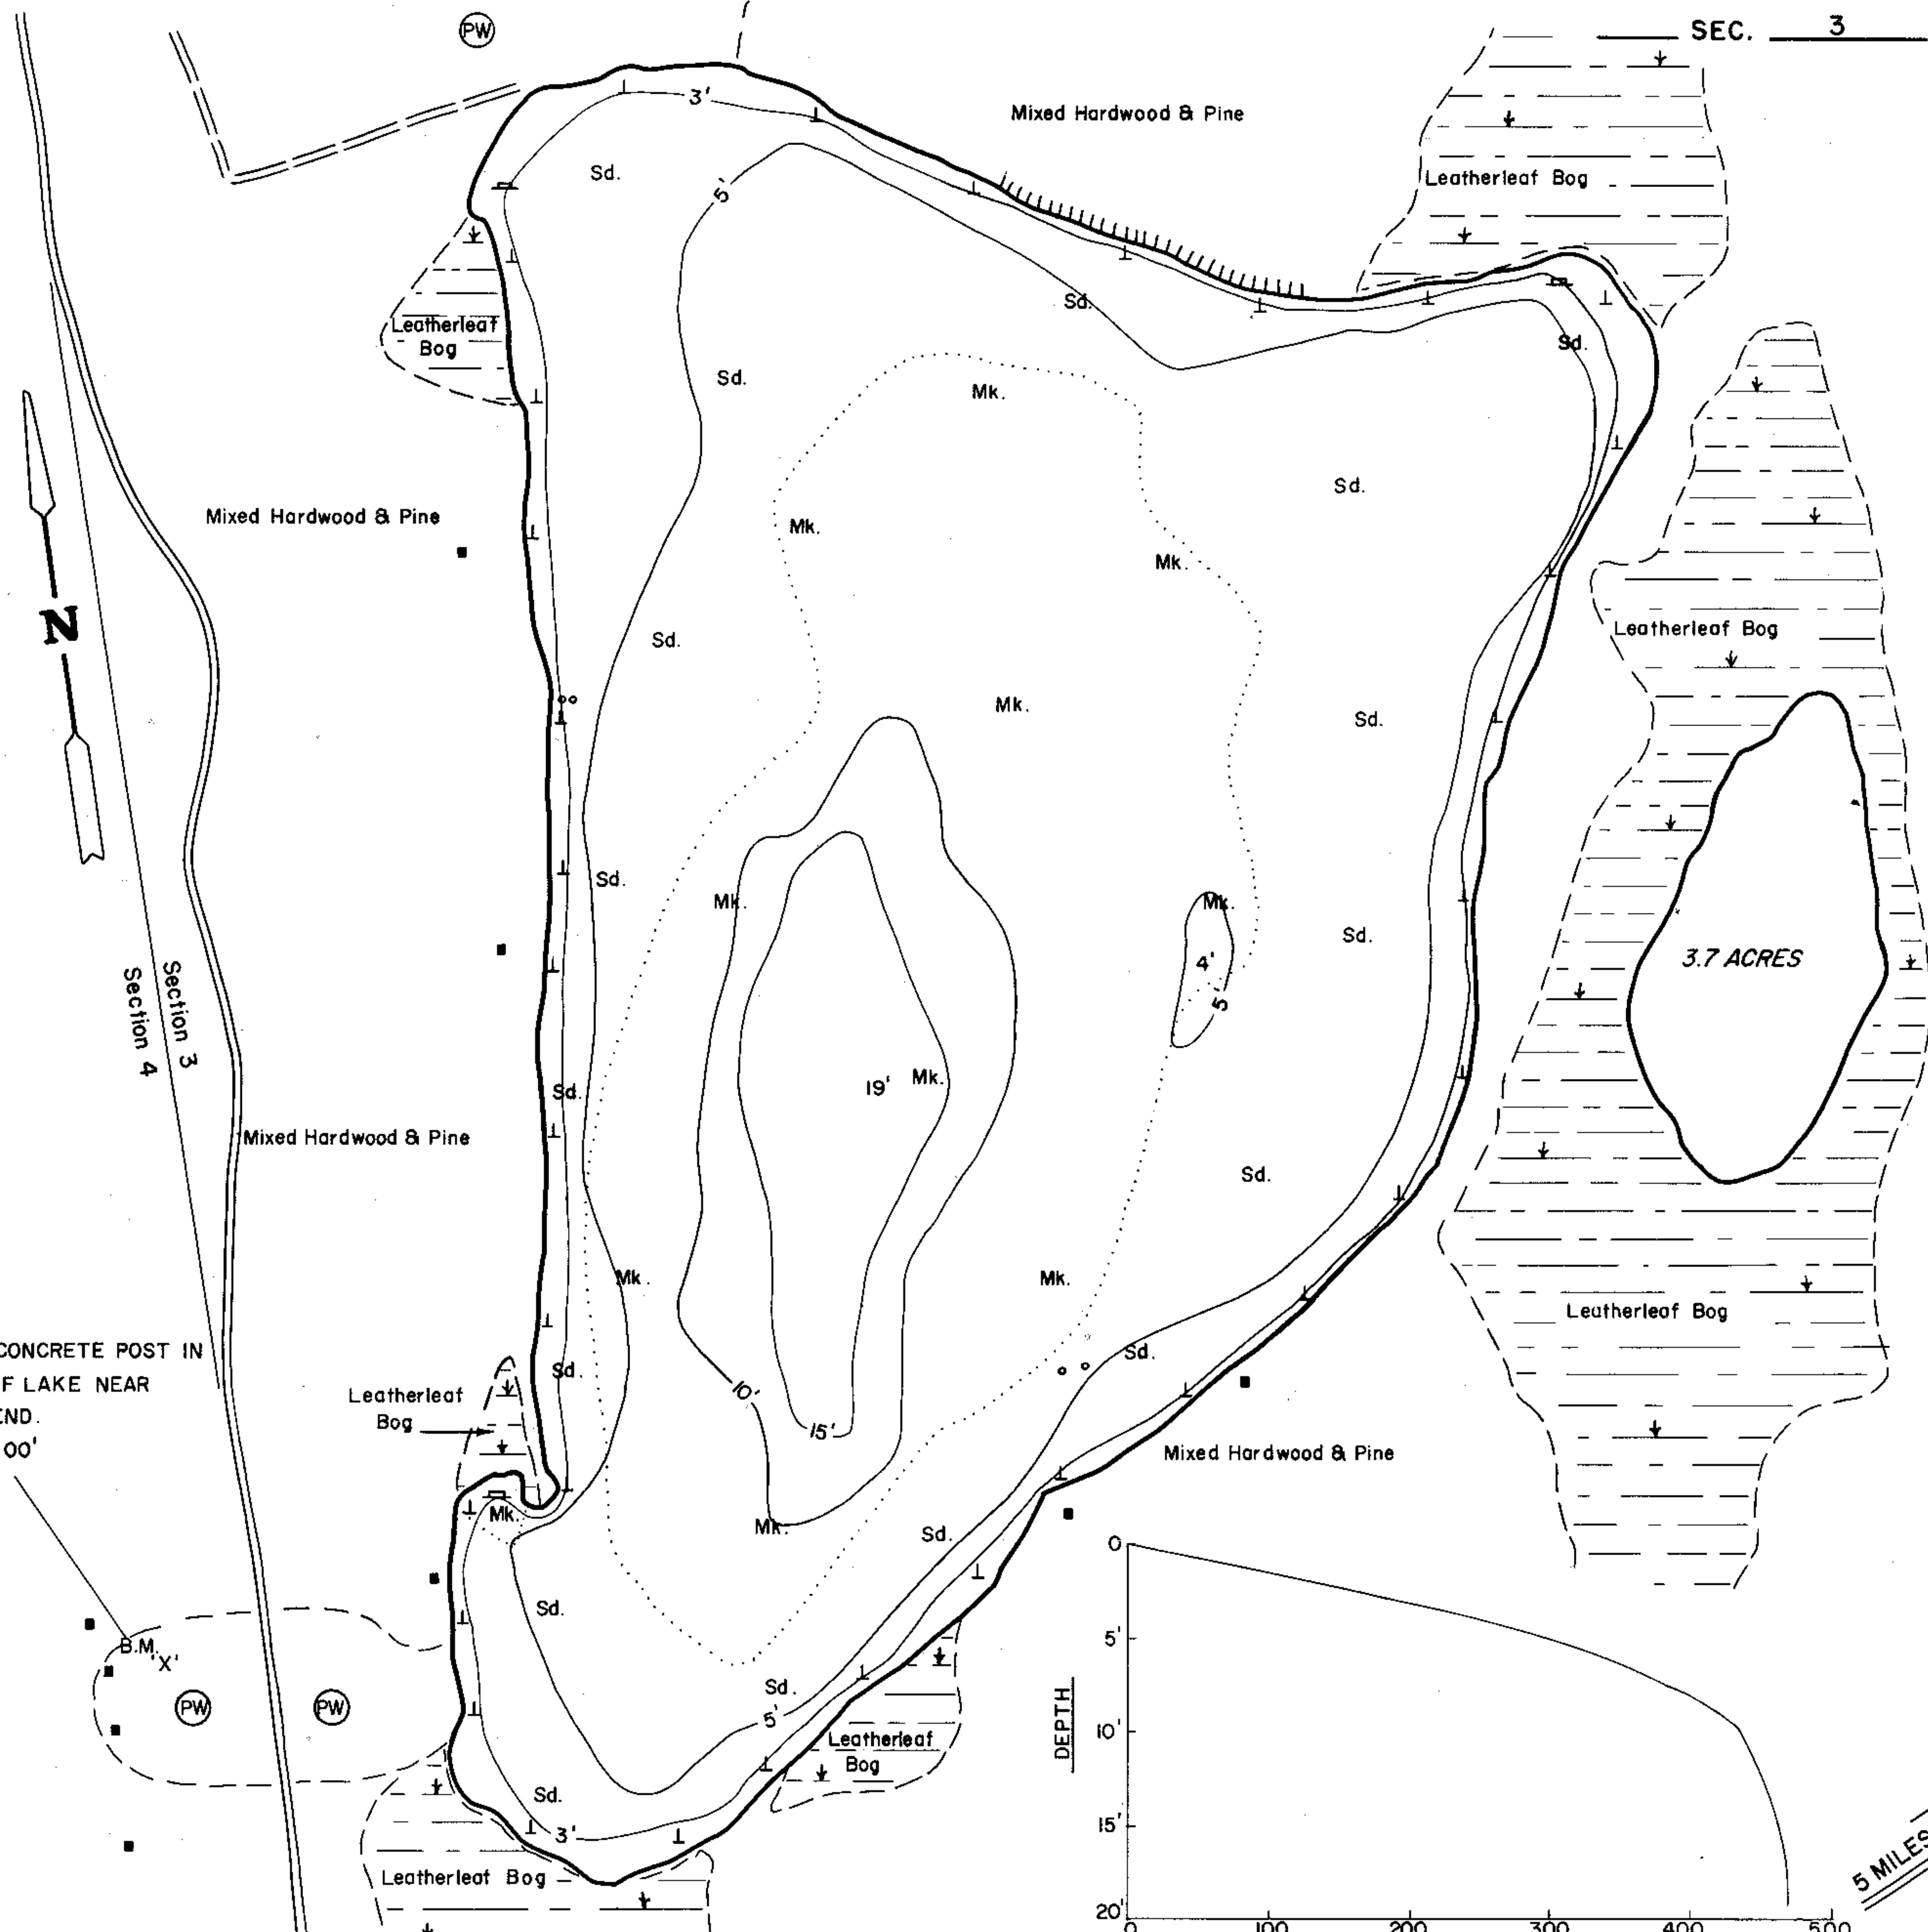 SEC. 3
PW
3'
Mixed Hardwood & Pine
Sd.
5'
Leatherleaf Bog
Sd.
Leatherleaf
Bog
Sd.
Sd.
Mk.
Sd.
Mixed Hardwood & Pine
Mk.
Mk.
N
Sd.
Leatherleaf Bog
Mk.
Sd.
Sd.
Mk.
Mk.
Sd.
4'
5'
3.7 ACRES
Section 3
Section 4
19'
Mk.
Sd.
Mixed Hardwood & Pine
Sd.
Mk.
Mk.
Leatherleaf Bog
CONCRETE POST IN
F LAKE NEAR
END.
00'
Sd.
Sd.
Leatherleaf
Bog
10'
15'
Mixed Hardwood & Pine
Mk.
Mk.
Sd.
Sd.
B.M.
'X'
PW
PW
Sd.
5'
Leatherleaf
Bog
Sd.
3'
Leatherleaf Bog
DEPTH
0
5'
10'
15'
20'
0 100 200 300 400 500
5 MILES